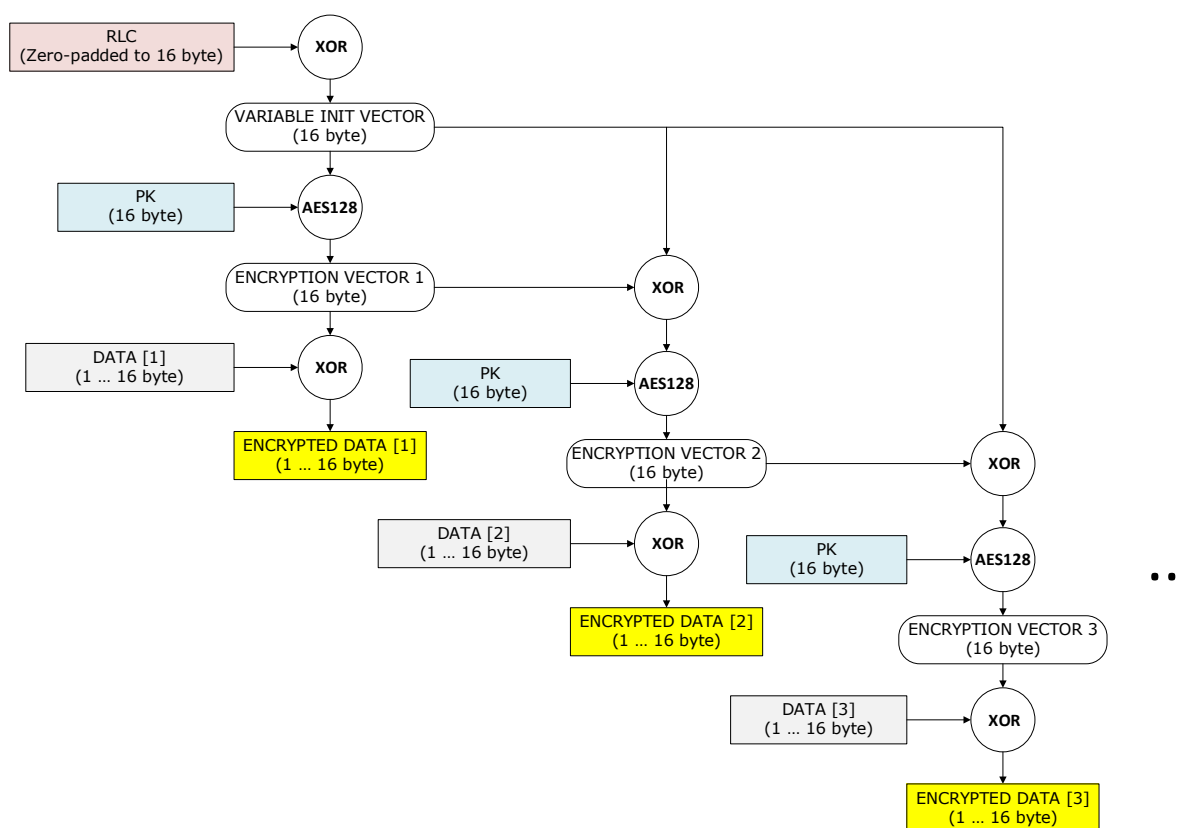 RLC
(Zero-padded to 16 byte)
XOR
VARIABLE INIT VECTOR
(16 byte)
PK
(16 byte)
AES128
ENCRYPTION VECTOR 1
(16 byte)
XOR
DATA [1]
(1 … 16 byte)
XOR
PK
(16 byte)
AES128
ENCRYPTED DATA [1]
(1 … 16 byte)
ENCRYPTION VECTOR 2
(16 byte)
XOR
DATA [2]
(1 … 16 byte)
XOR
PK
(16 byte)
AES128
..
ENCRYPTED DATA [2]
(1 … 16 byte)
ENCRYPTION VECTOR 3
(16 byte)
DATA [3]
(1 … 16 byte)
XOR
ENCRYPTED DATA [3]
(1 … 16 byte)